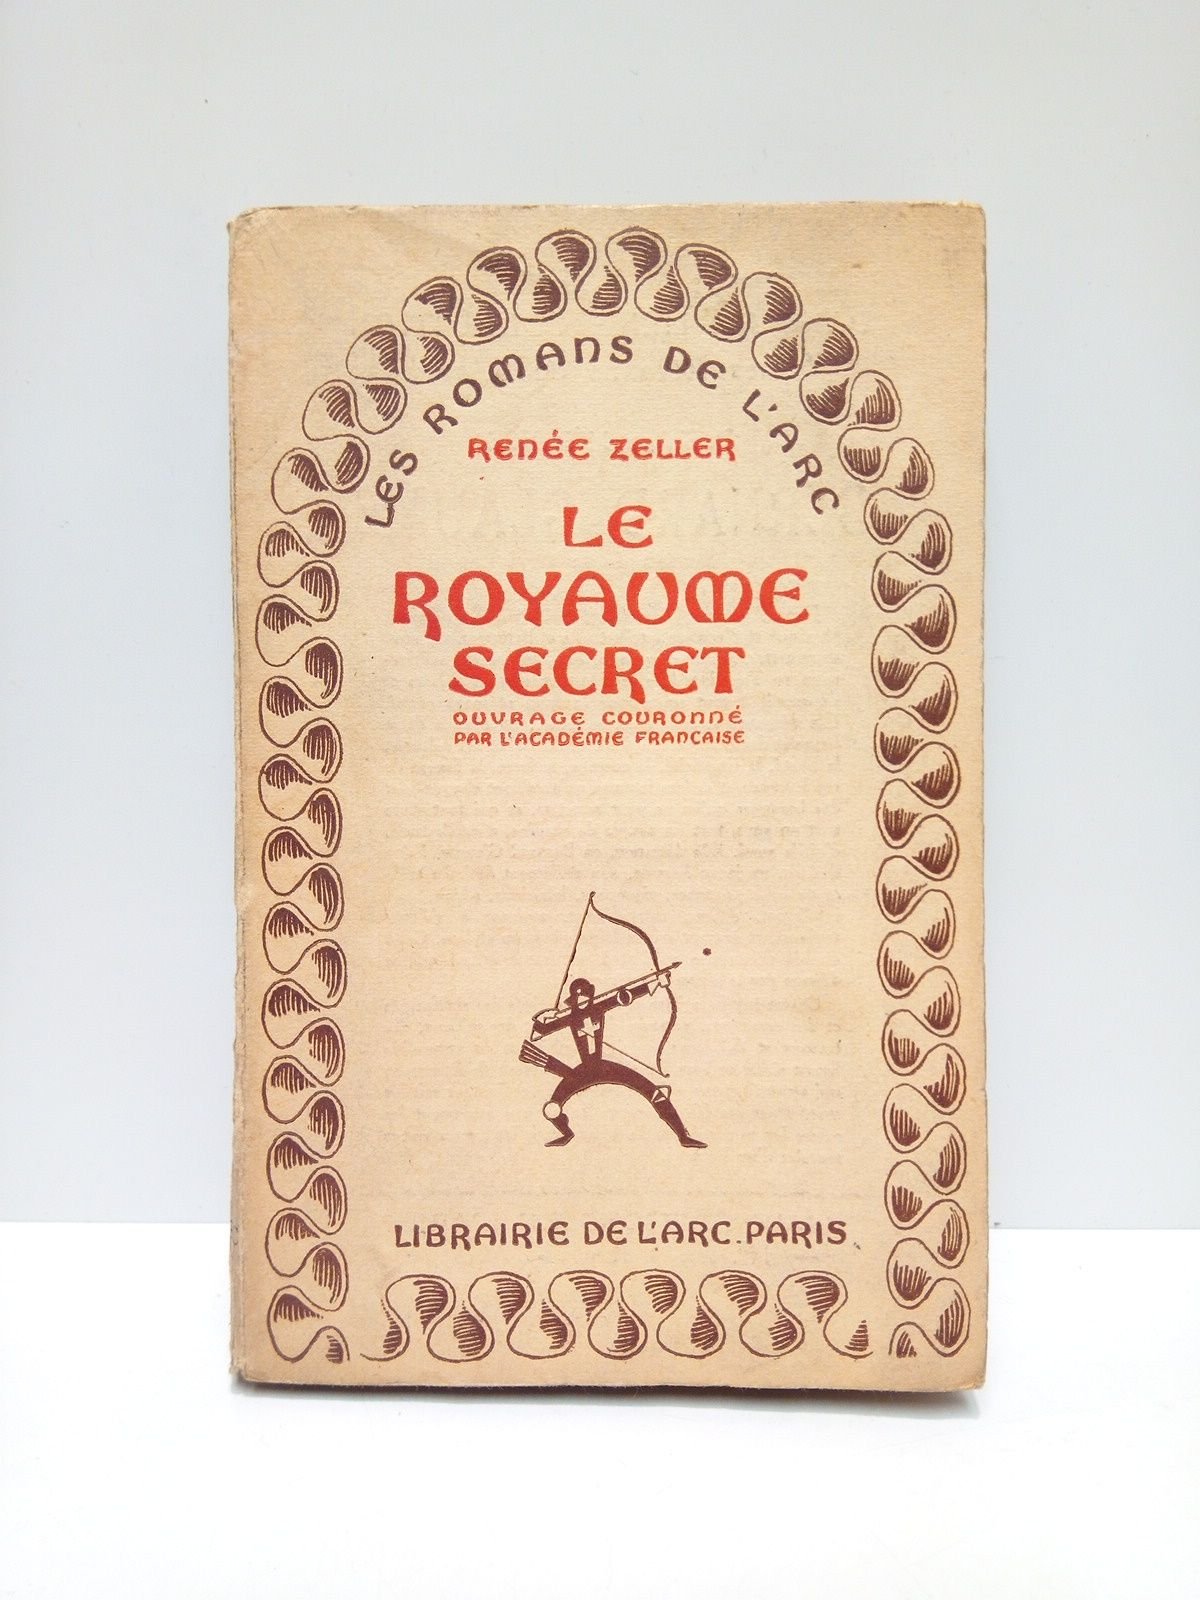 LES ROMANS DE L'ARC
RENÉE ZELLER
LE
ROYAUME
SECRET
OUVRAGE COURONNÉ
PAR L'ACADÉMIE FRANCAISE
LIBRAIRIE DE L'ARC. PARIS